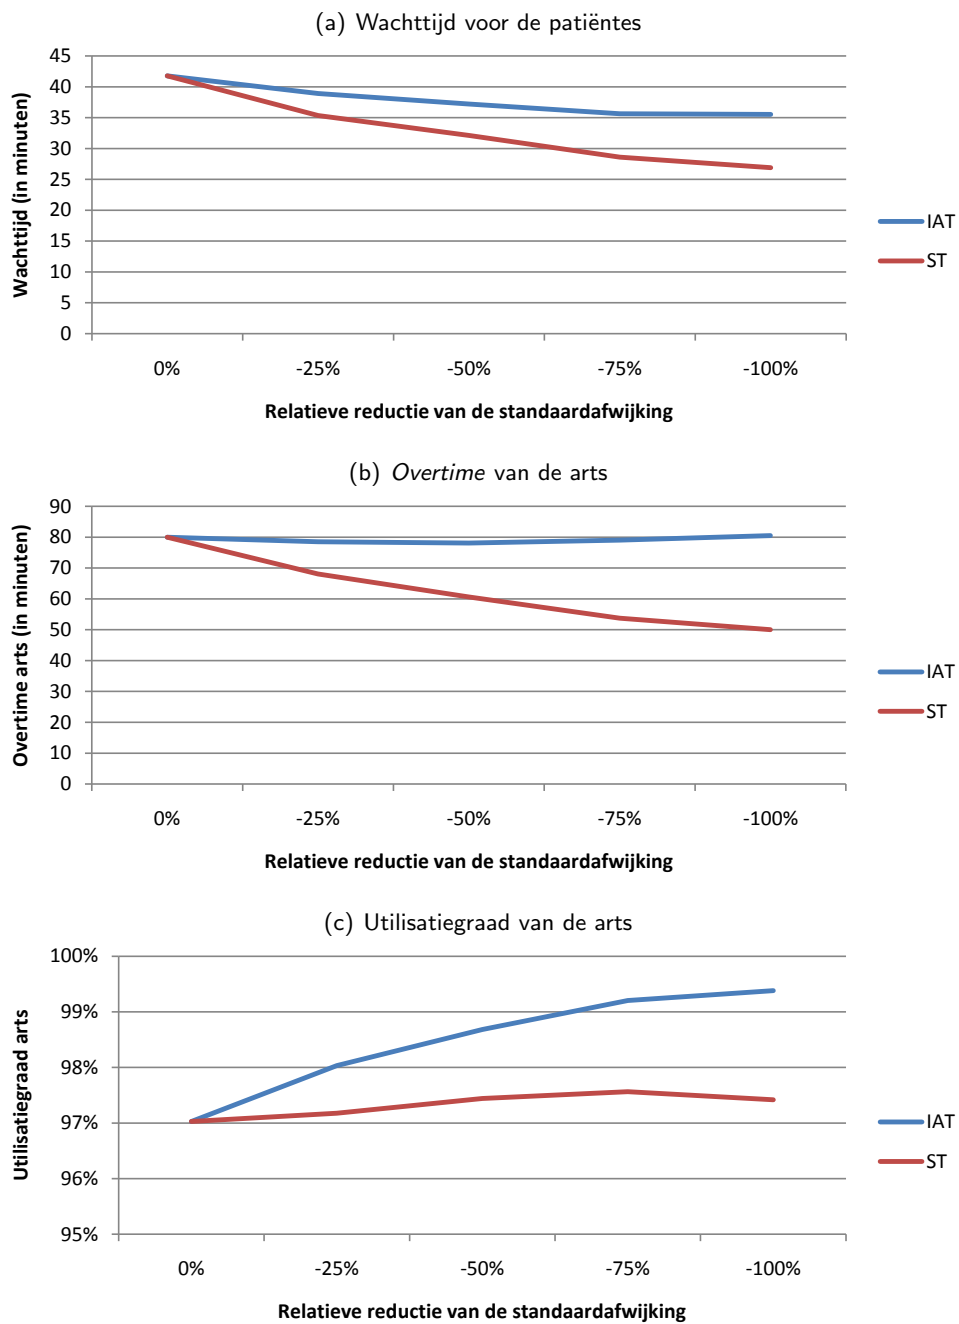 (a) Wachttijd voor de patiëntes
45
40
35
30
25
20
15
10
5
0
Wachttijd (in minuten)
0% -25% -50% -75% -100%
Relatieve reductie van de standaardafwijking
IAT
ST
(b) Overtime van de arts
90
80
70
60
50
40
30
20
10
0
Overtime arts (in minuten)
0% -25% -50% -75% -100%
Relatieve reductie van de standaardafwijking
IAT
ST
(c) Utilisatiegraad van de arts
100%
99%
98%
97%
96%
95%
Utilisatiegraad arts
0% -25% -50% -75% -100%
Relatieve reductie van de standaardafwijking
IAT
ST